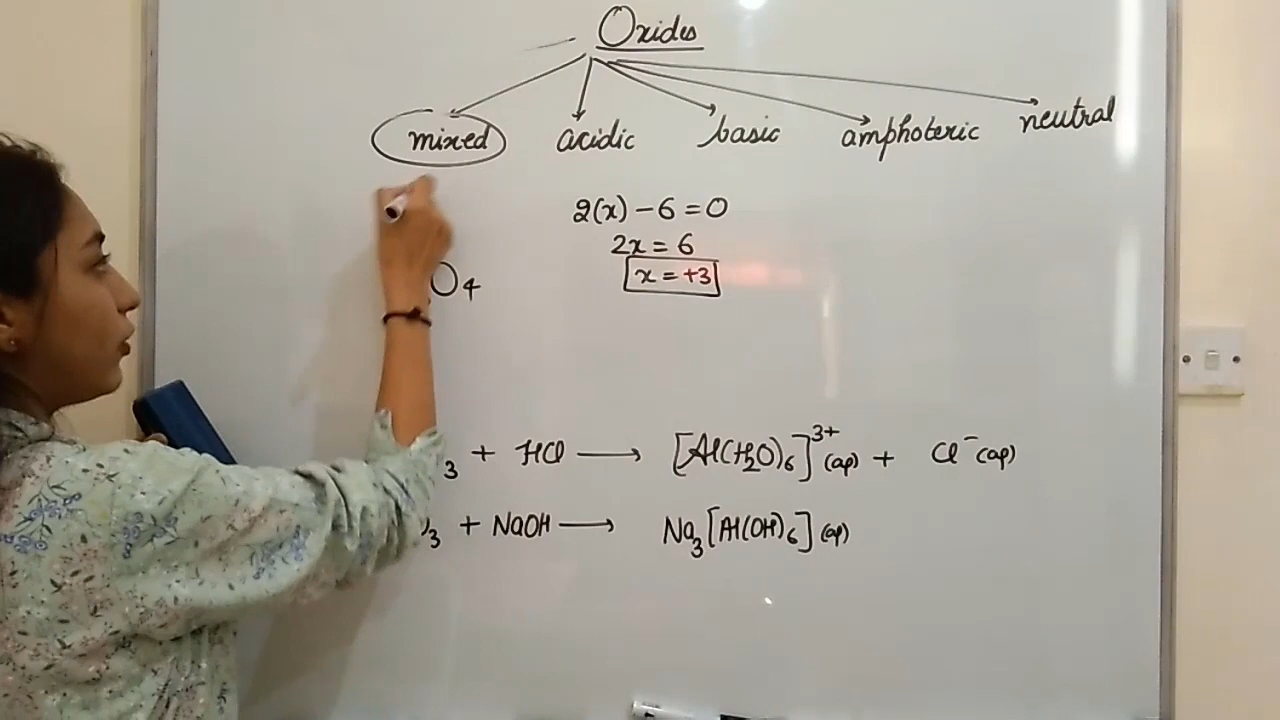 Oxides
mixed acidic basic amphoteric neutral
2(x) - 6 = 0
2x = 6
x = +3
O₄
₃ + HCl ⟶ [Al(H₂O)₆]³⁺(aq) + Cl⁻(aq)
O₃ + NaOH ⟶ Na₃[Al(OH)₆](aq)